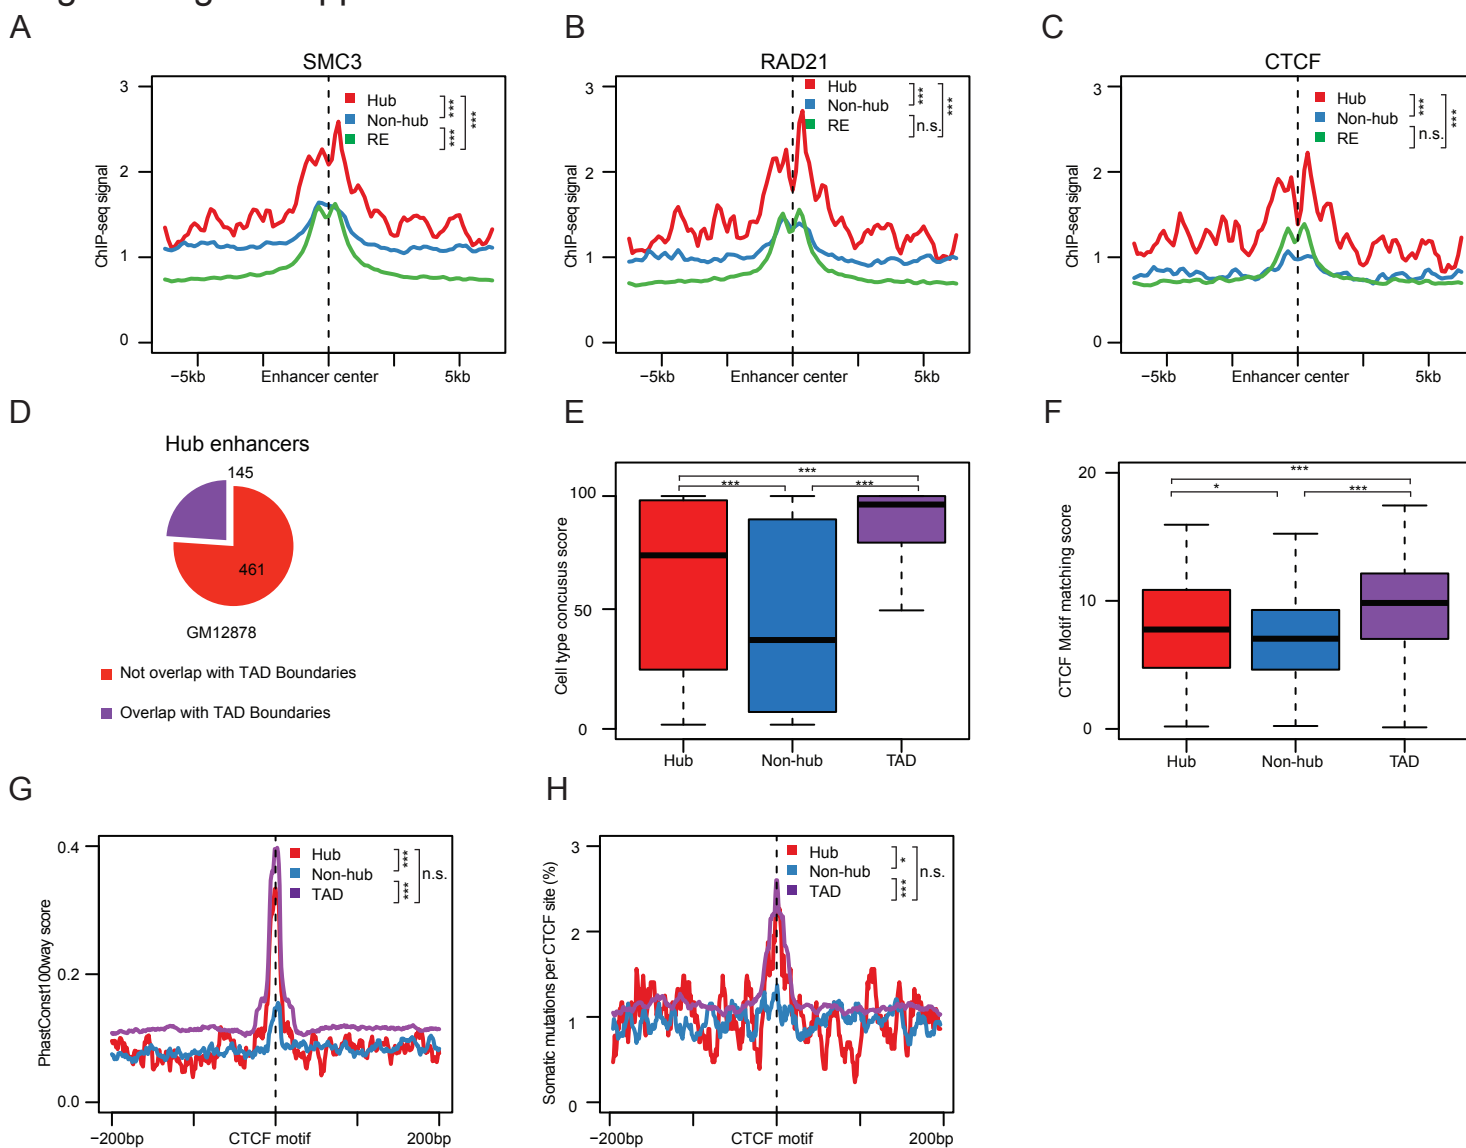 A
B
C
SMC3
RAD21
CTCF
3
2
1
0
ChIP-seq signal
Hub
Non-hub
RE
***
***
***
−5kb
Enhancer center
5kb
3
2
1
0
ChIP-seq signal
Hub
Non-hub
RE
***
n.s.
***
−5kb
Enhancer center
5kb
3
2
1
0
ChIP-seq signal
Hub
Non-hub
RE
***
n.s.
***
−5kb
Enhancer center
5kb
D
Hub enhancers
145
461
GM12878
Not overlap with TAD Boundaries
Overlap with TAD Boundaries
E
100
50
0
Cell type concusus score
***
***
***
Hub
Non-hub
TAD
F
20
10
0
CTCF Motif matching score
***
*
***
Hub
Non-hub
TAD
G
0.4
0.2
0.0
PhastConst100way score
Hub
Non-hub
TAD
***
***
n.s.
−200bp
CTCF motif
200bp
H
3
2
1
0
Somatic mutations per CTCF site (%)
Hub
Non-hub
TAD
*
***
n.s.
−200bp
CTCF motif
200bp